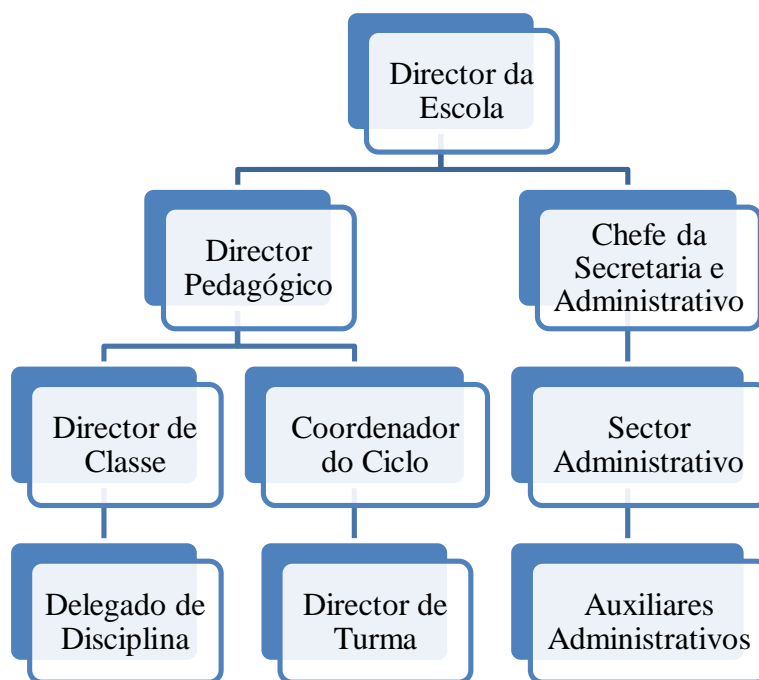 Director da
Escola
Director
Pedagógico
Chefe da
Secretaria e
Administrativo
Director de
Classe
Coordenador
do Ciclo
Sector
Administrativo
Delegado de
Disciplina
Director de
Turma
Auxiliares
Administrativos